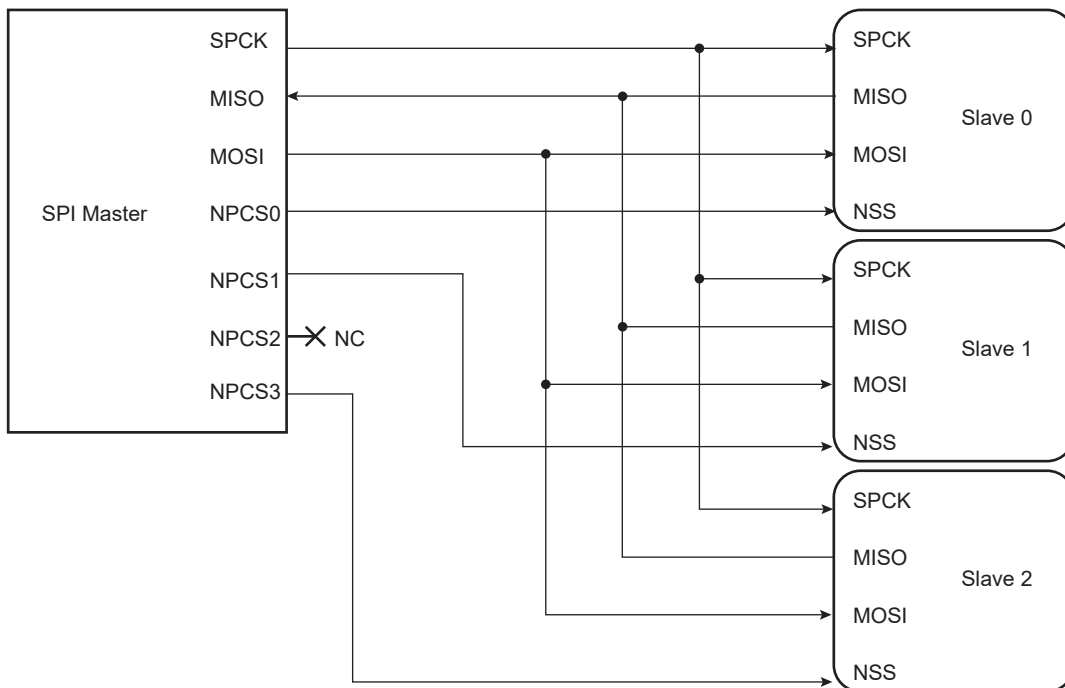 SPI Master
SPCK
MISO
MOSI
NPCS0
NPCS1
NPCS2
NC
NPCS3
SPCK
MISO
Slave 0
MOSI
NSS
SPCK
MISO
Slave 1
MOSI
NSS
SPCK
MISO
Slave 2
MOSI
NSS